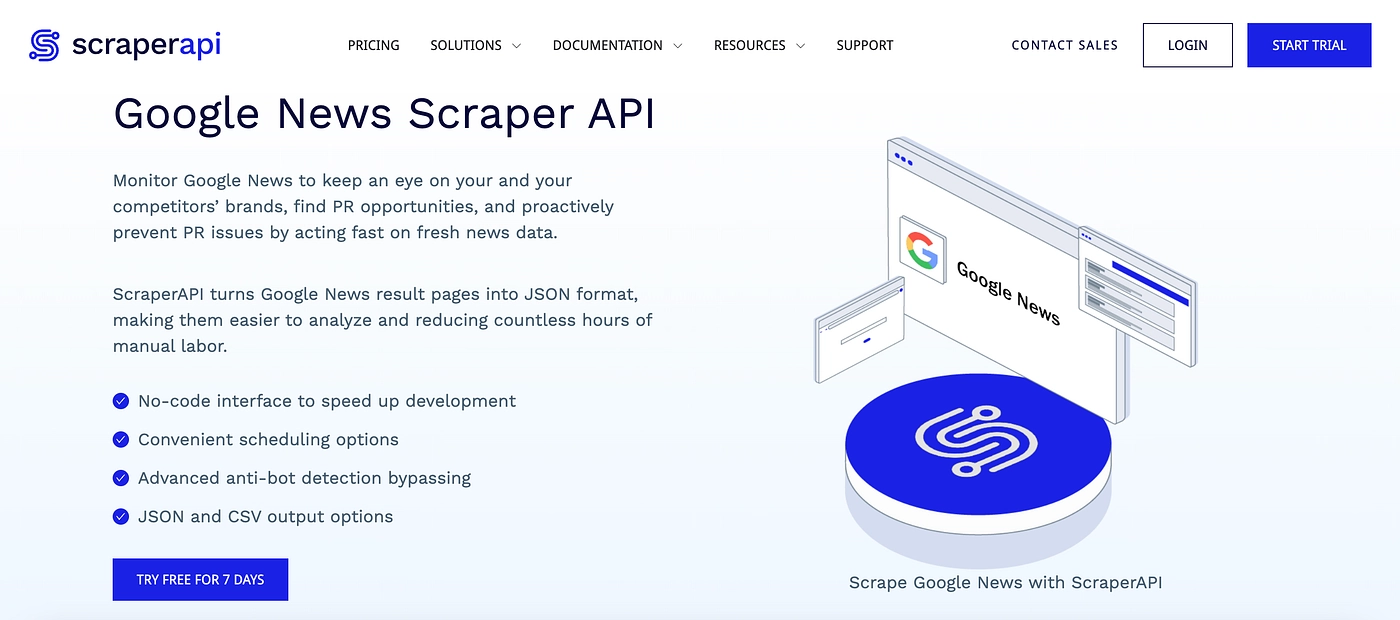 scraperapi
PRICING
SOLUTIONS
DOCUMENTATION
RESOURCES
SUPPORT
CONTACT SALES
LOGIN
START TRIAL
Google News Scraper API
Monitor Google News to keep an eye on your and your
competitors’ brands, find PR opportunities, and proactively
prevent PR issues by acting fast on fresh news data.
ScraperAPI turns Google News result pages into JSON format,
making them easier to analyze and reducing countless hours of
manual labor.
No-code interface to speed up development
Convenient scheduling options
Advanced anti-bot detection bypassing
JSON and CSV output options
TRY FREE FOR 7 DAYS
G
Google News
Scrape Google News with ScraperAPI